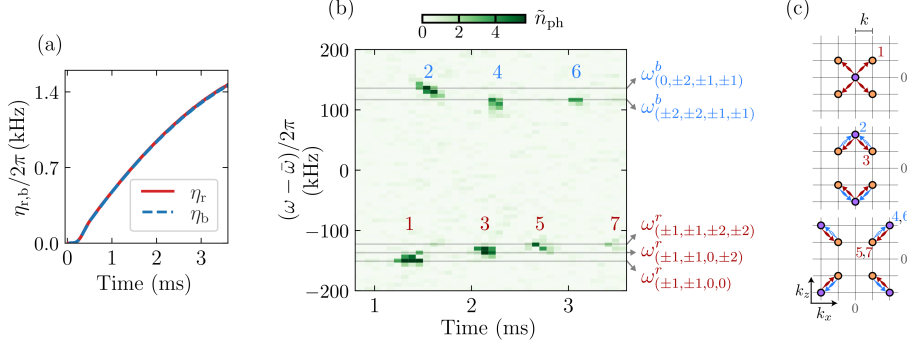 (a)
η_r,b/2π (kHz)
1.4
0.7
0.0
η_r
η_b
0 1 2 3
Time (ms)
(b)
0 2 4
ñ_ph
(ω − ω̄)/2π
(kHz)
200
100
0
−100
−200
2 4 6
1 3 5 7
1 2 3
Time (ms)
ω^b_(0,±2,±1,±1)
ω^b_(±2,±2,±1,±1)
ω^r_(±1,±1,±2,±2)
ω^r_(±1,±1,0,±2)
ω^r_(±1,±1,0,0)
(c)
k
1
0
2
3
0
4,6
5,7
0
k_z
k_x
0